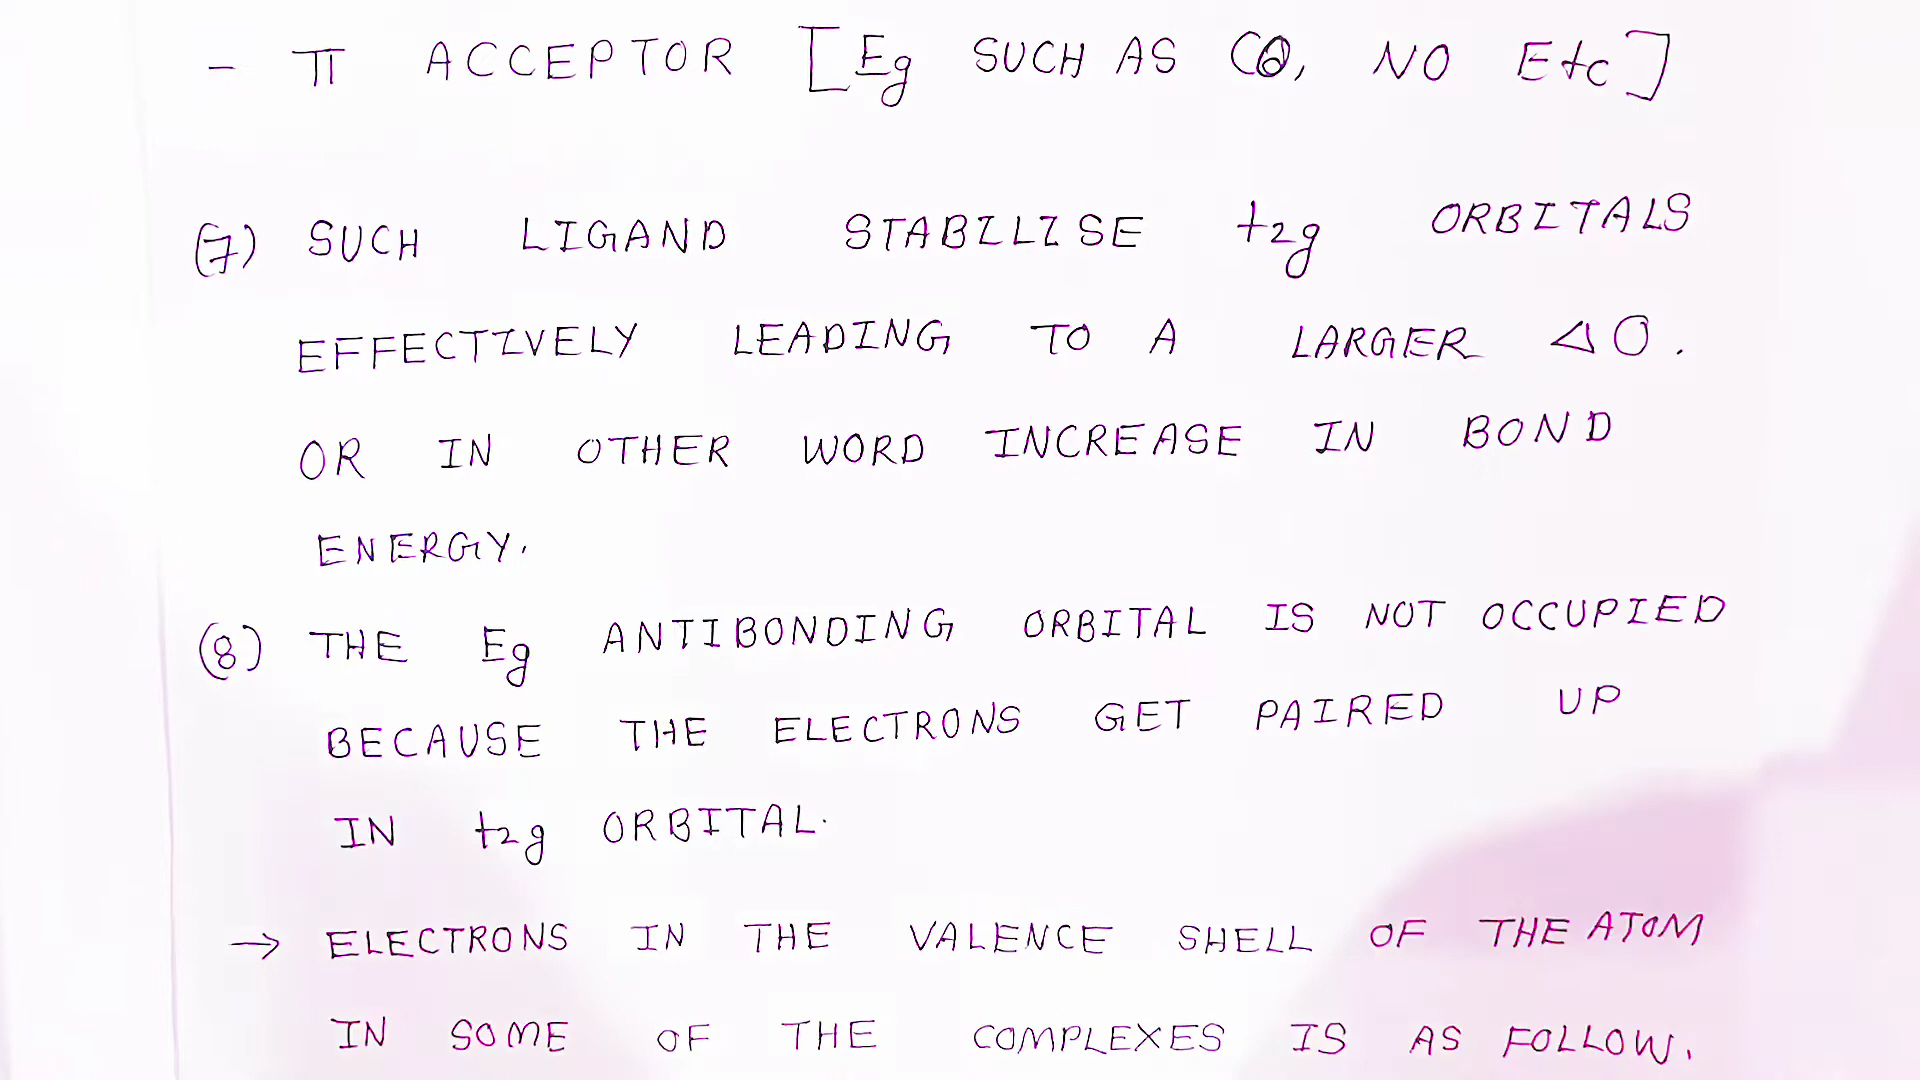 - π ACCEPTOR [Eg SUCH AS CO, NO Etc]
(7) SUCH LIGAND STABILISE t2g ORBITALS
EFFECTIVELY LEADING TO A LARGER Δ0.
OR IN OTHER WORD INCREASE IN BOND
ENERGY.
(8) THE Eg ANTIBONDING ORBITAL IS NOT OCCUPIED
BECAUSE THE ELECTRONS GET PAIRED UP
IN t2g ORBITAL.
→ ELECTRONS IN THE VALENCE SHELL OF THE ATOM
IN SOME OF THE COMPLEXES IS AS FOLLOW.